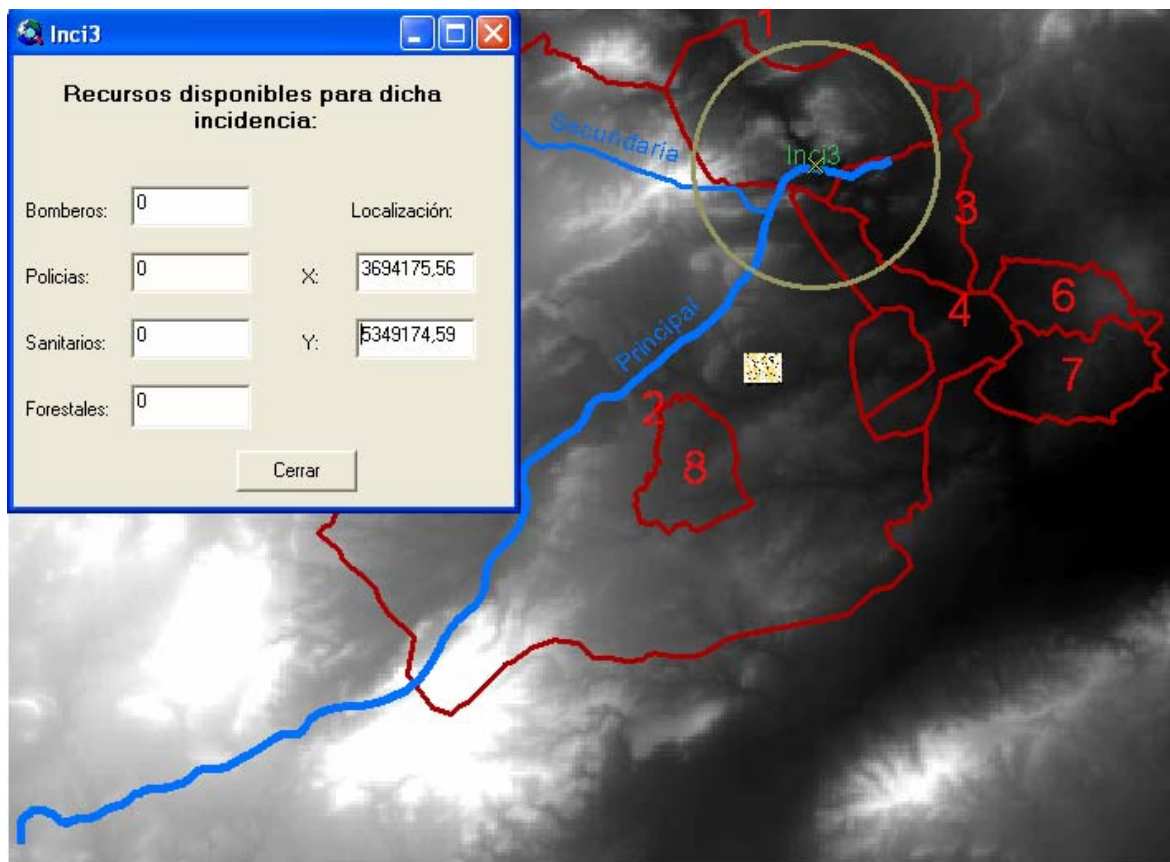 Inci3
Recursos disponibles para dicha
incidencia:
Bomberos:
0
Localización:
Policias:
0
X:
3694175,56
Sanitarios:
0
Y:
5349174,59
Forestales:
0
Cerrar
1
Secundaria
Inci3
3
6
4
7
Principal
2
8